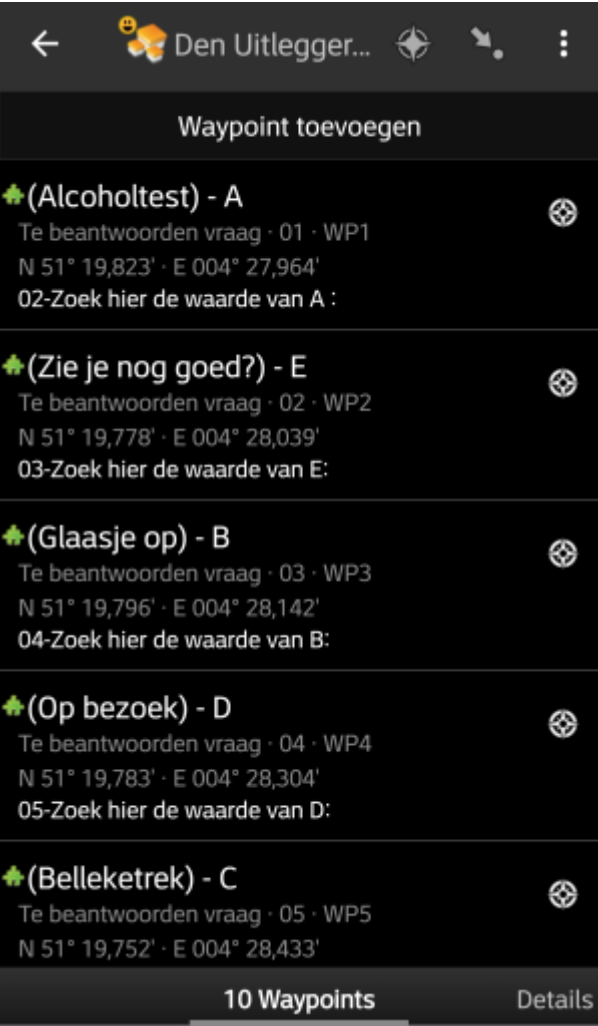 Den Uitlegger...
Waypoint toevoegen
(Alcoholtest) - A
Te beantwoorden vraag · 01 · WP1
N 51° 19,823' · E 004° 27,964'
02-Zoek hier de waarde van A :
(Zie je nog goed?) - E
Te beantwoorden vraag · 02 · WP2
N 51° 19,778' · E 004° 28,039'
03-Zoek hier de waarde van E:
(Glaasje op) - B
Te beantwoorden vraag · 03 · WP3
N 51° 19,796' · E 004° 28,142'
04-Zoek hier de waarde van B:
(Op bezoek) - D
Te beantwoorden vraag · 04 · WP4
N 51° 19,783' · E 004° 28,304'
05-Zoek hier de waarde van D:
(Belleketrek) - C
Te beantwoorden vraag · 05 · WP5
N 51° 19,752' · E 004° 28,433'
10 Waypoints Details